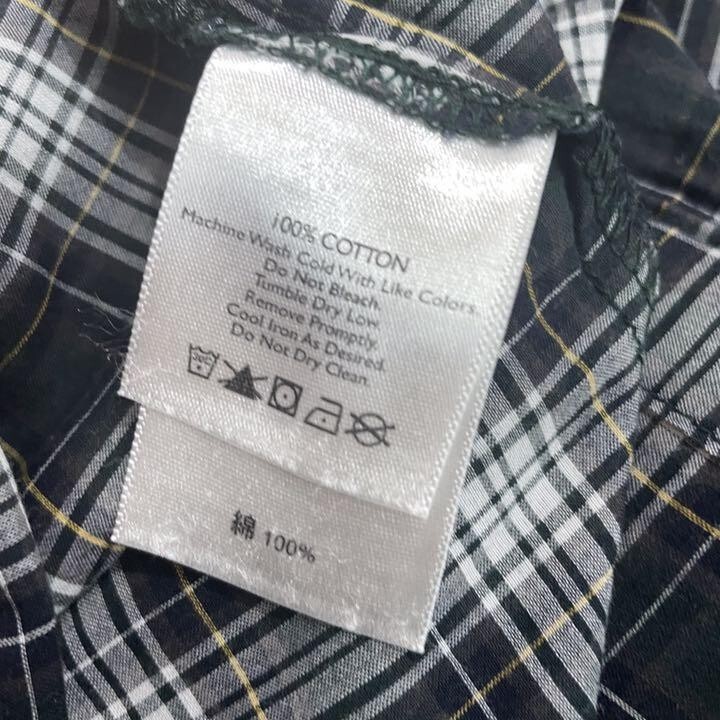 100% COTTON
Machine Wash Cold With Like Colors.
Do Not Bleach.
Tumble Dry Low.
Remove Promptly.
Cool Iron As Desired.
Do Not Dry Clean.
綿 100%